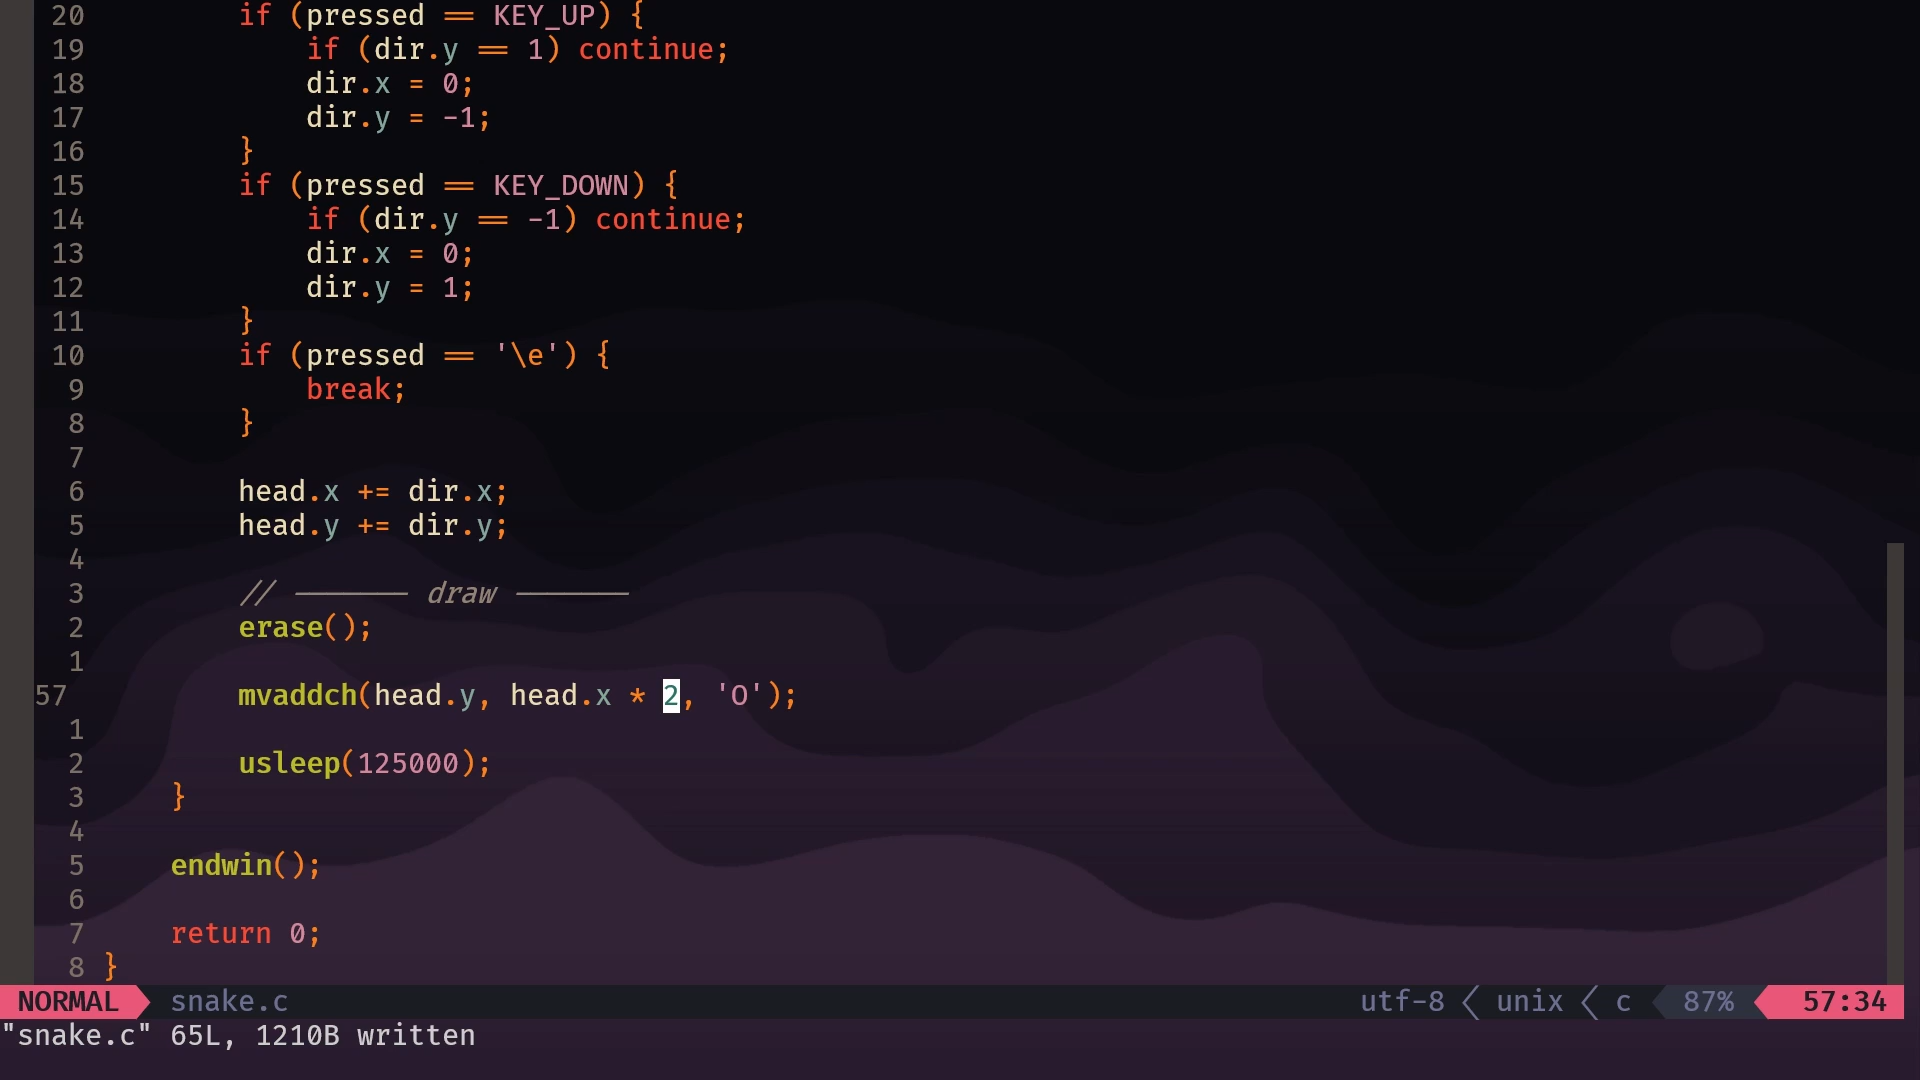 20         if (pressed == KEY_UP) {
19             if (dir.y == 1) continue;
18             dir.x = 0;
17             dir.y = -1;
16         }
15         if (pressed == KEY_DOWN) {
14             if (dir.y == -1) continue;
13             dir.x = 0;
12             dir.y = 1;
11         }
10         if (pressed == '\e') {
9             break;
8         }
7
6         head.x += dir.x;
5         head.y += dir.y;
4
3         // ------- draw -------
2         erase();
1
57         mvaddch(head.y, head.x * 2, 'O');
1
2         usleep(125000);
3     }
4
5     endwin();
6
7     return 0;
8 }
NORMAL snake.c utf-8 unix c 87% 57:34
"snake.c" 65L, 1210B written